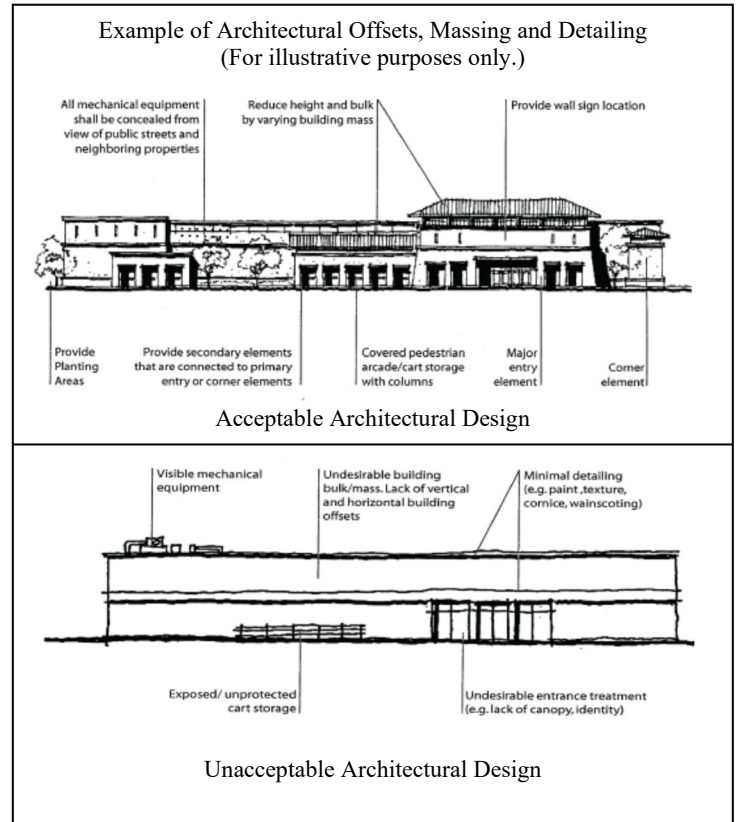 Example of Architectural Offsets, Massing and Detailing
(For illustrative purposes only.)
All mechanical equipment
shall be concealed from
view of public streets and
neighboring properties
Reduce height and bulk
by varying building mass
Provide wall sign location
Provide
Planting
Areas
Provide secondary elements
that are connected to primary
entry or corner elements
Covered pedestrian
arcade/cart storage
with columns
Major
entry
element
Corner
element
Acceptable Architectural Design
Visible mechanical
equipment
Undesirable building
bulk/mass. Lack of vertical
and horizontal building
offsets
Minimal detailing
(e.g. paint ,texture,
cornice, wainscoting)
Exposed/ unprotected
cart storage
Undesirable entrance treatment
(e.g. lack of canopy, identity)
Unacceptable Architectural Design